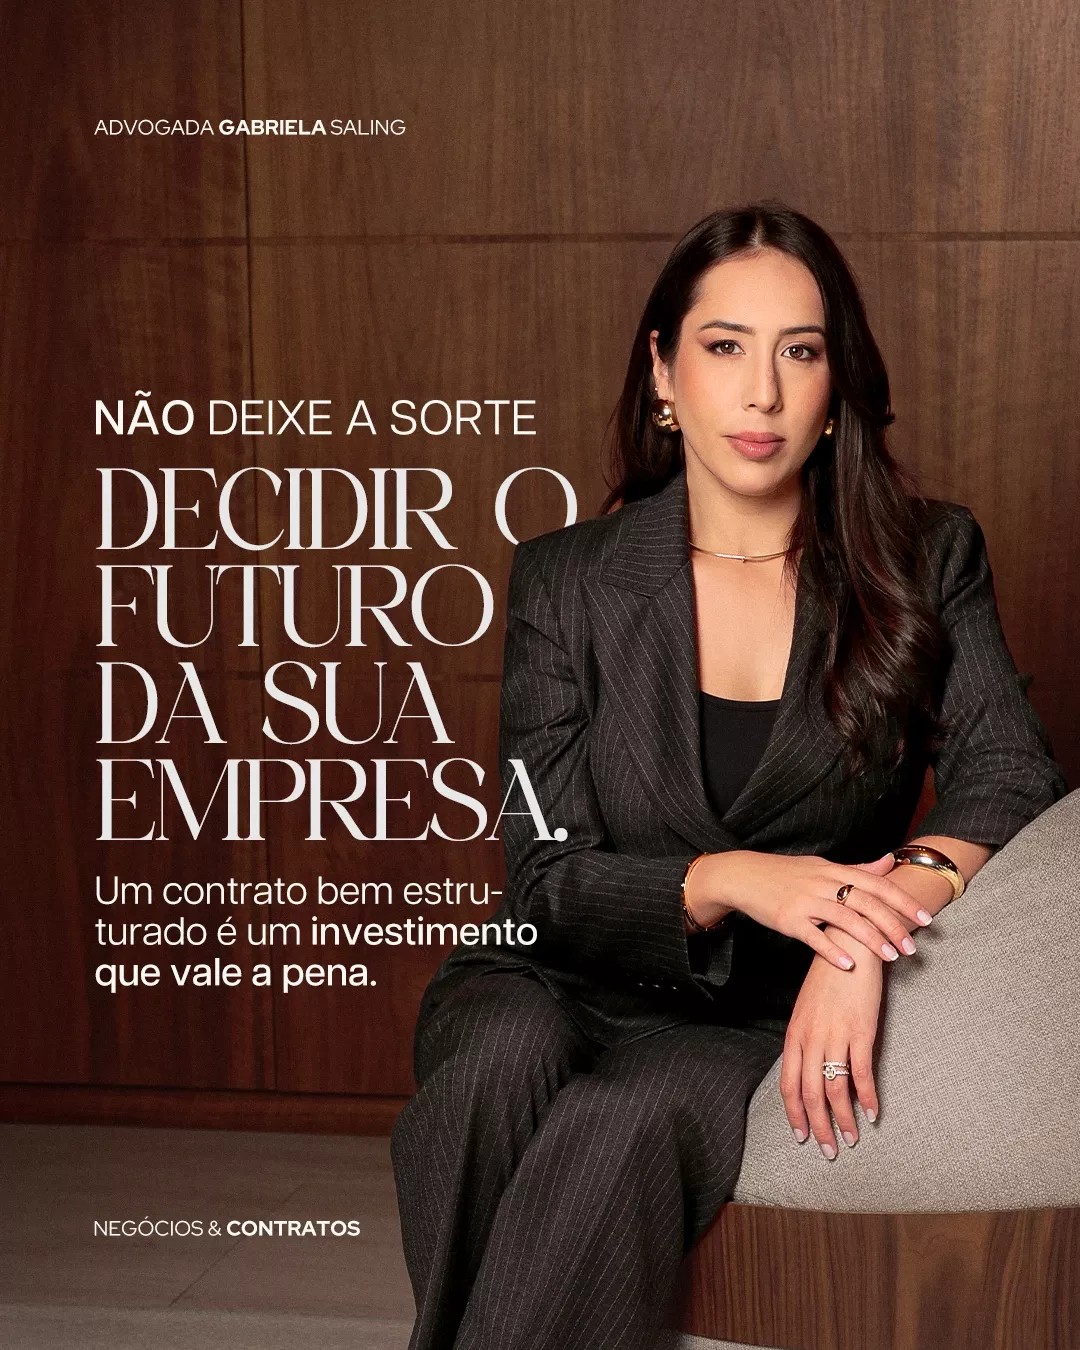 ADVOGADA GABRIELA SALING
NÃO DEIXE A SORTE
DECIDIR O
FUTURO
DA SUA
EMPRESA.
Um contrato bem estru-
turado é um investimento
que vale a pena.
NEGÓCIOS & CONTRATOS